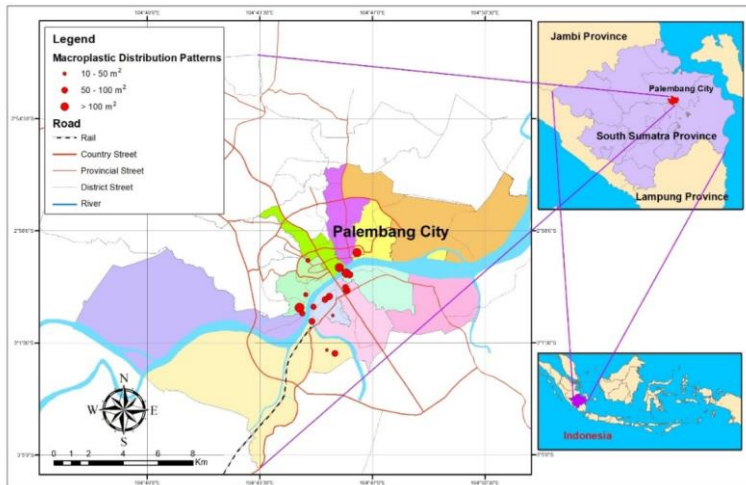 Legend
Macroplastic Distribution Patterns
10 - 50 m²
50 - 100 m²
> 100 m²
Road
Rail
Country Street
Provincial Street
District Street
River
Palembang City
N
W E
S
0 1 2 4 6 8
Km
Jambi Province
Palembang City
South Sumatra Province
Lampung Province
Indonesia